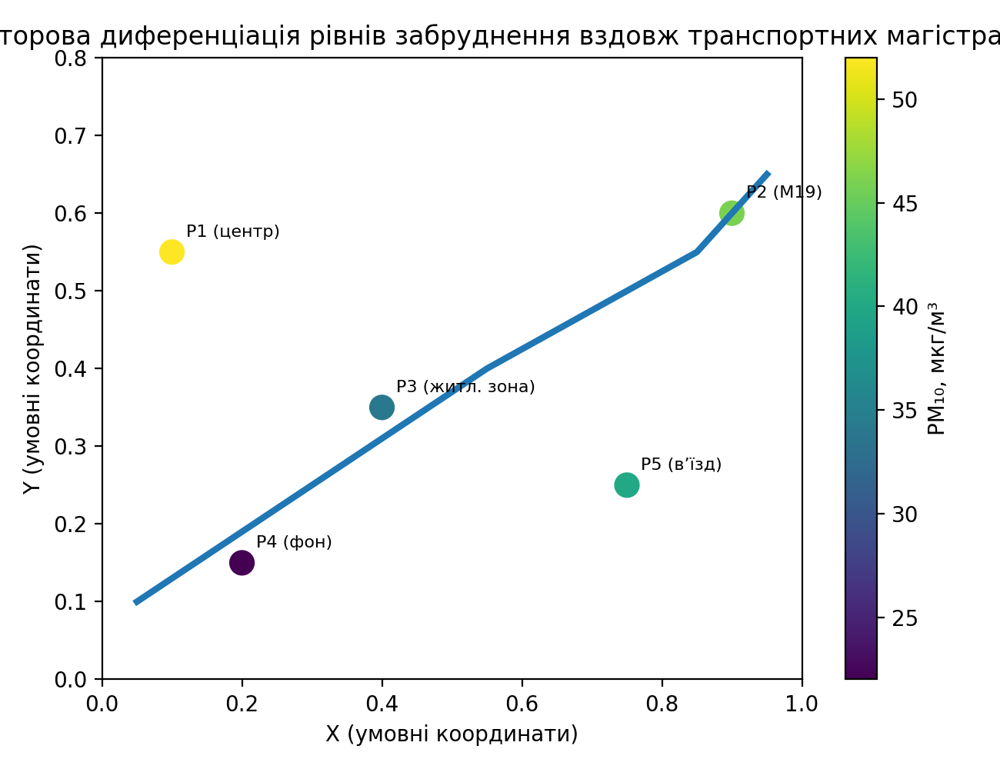 торова диференціація рівнів забруднення вздовж транспортних магістра
0.8
0.7
0.6
0.5
0.4
0.3
0.2
0.1
0.0
Y (умовні координати)
P1 (центр)
P2 (М19)
P3 (житл. зона)
P4 (фон)
P5 (в’їзд)
0.0 0.2 0.4 0.6 0.8 1.0
X (умовні координати)
50
45
40
35
30
25
PM₁₀, мкг/м³